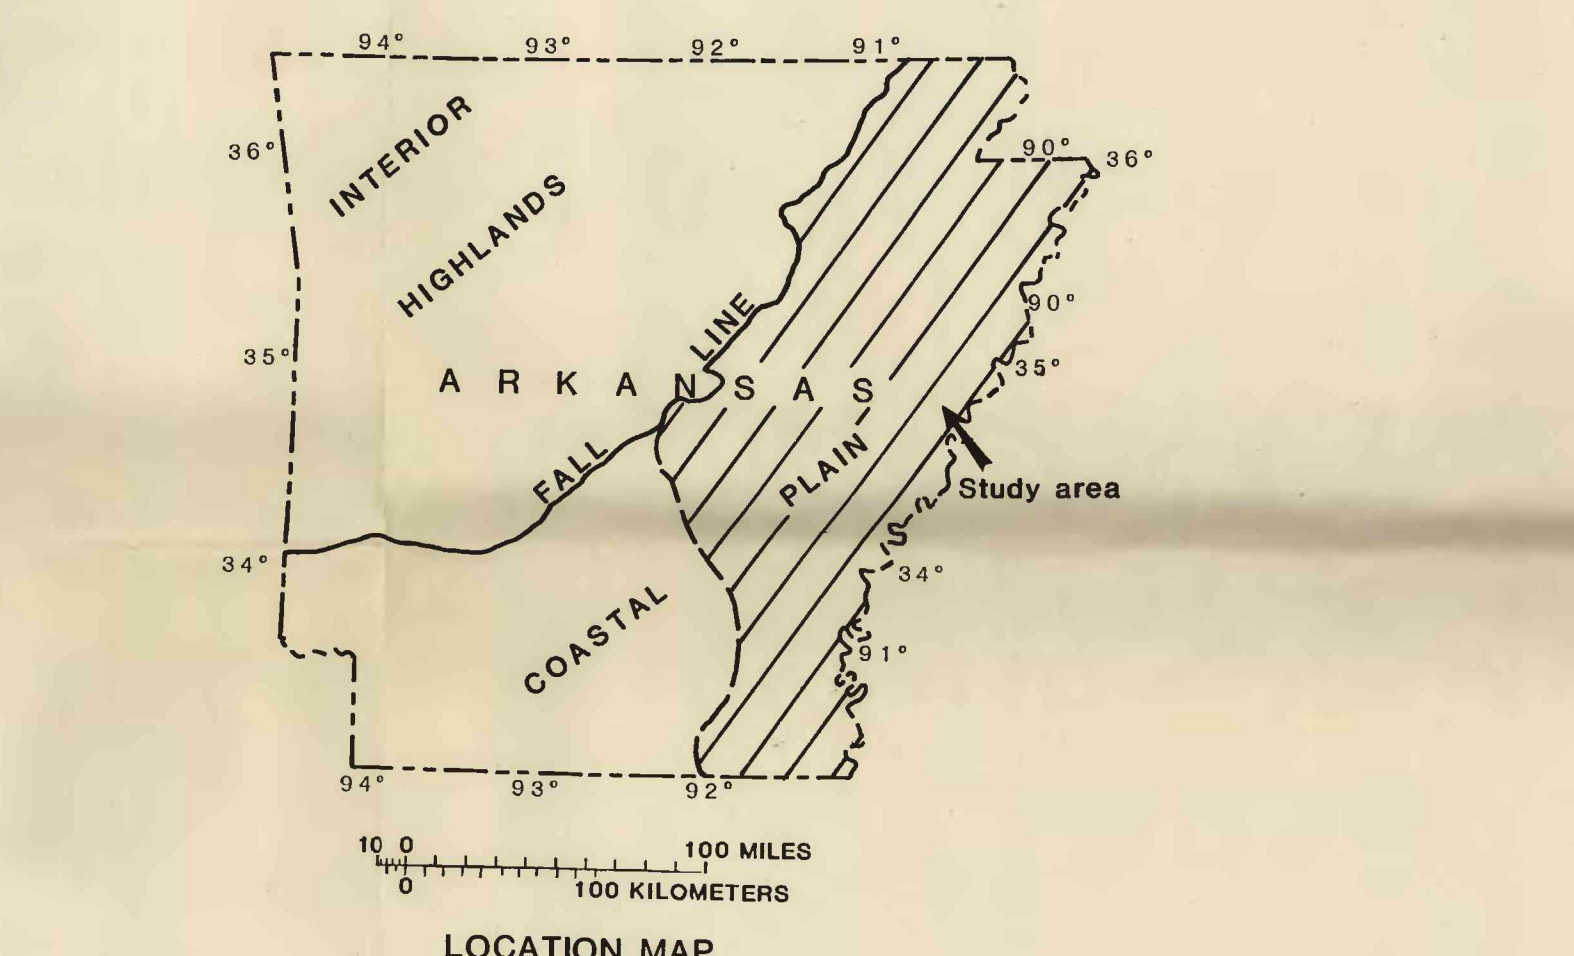 94° 93° 92° 91°
36°
INTERIOR
90° 36°
HIGHLANDS
90°
LINE
35°
35°
ARKANSAS
FALL
PLAIN
Study area
34°
34°
COASTAL
91°
94° 93° 92°
10 0 100 MILES
0 100 KILOMETERS
LOCATION MAP